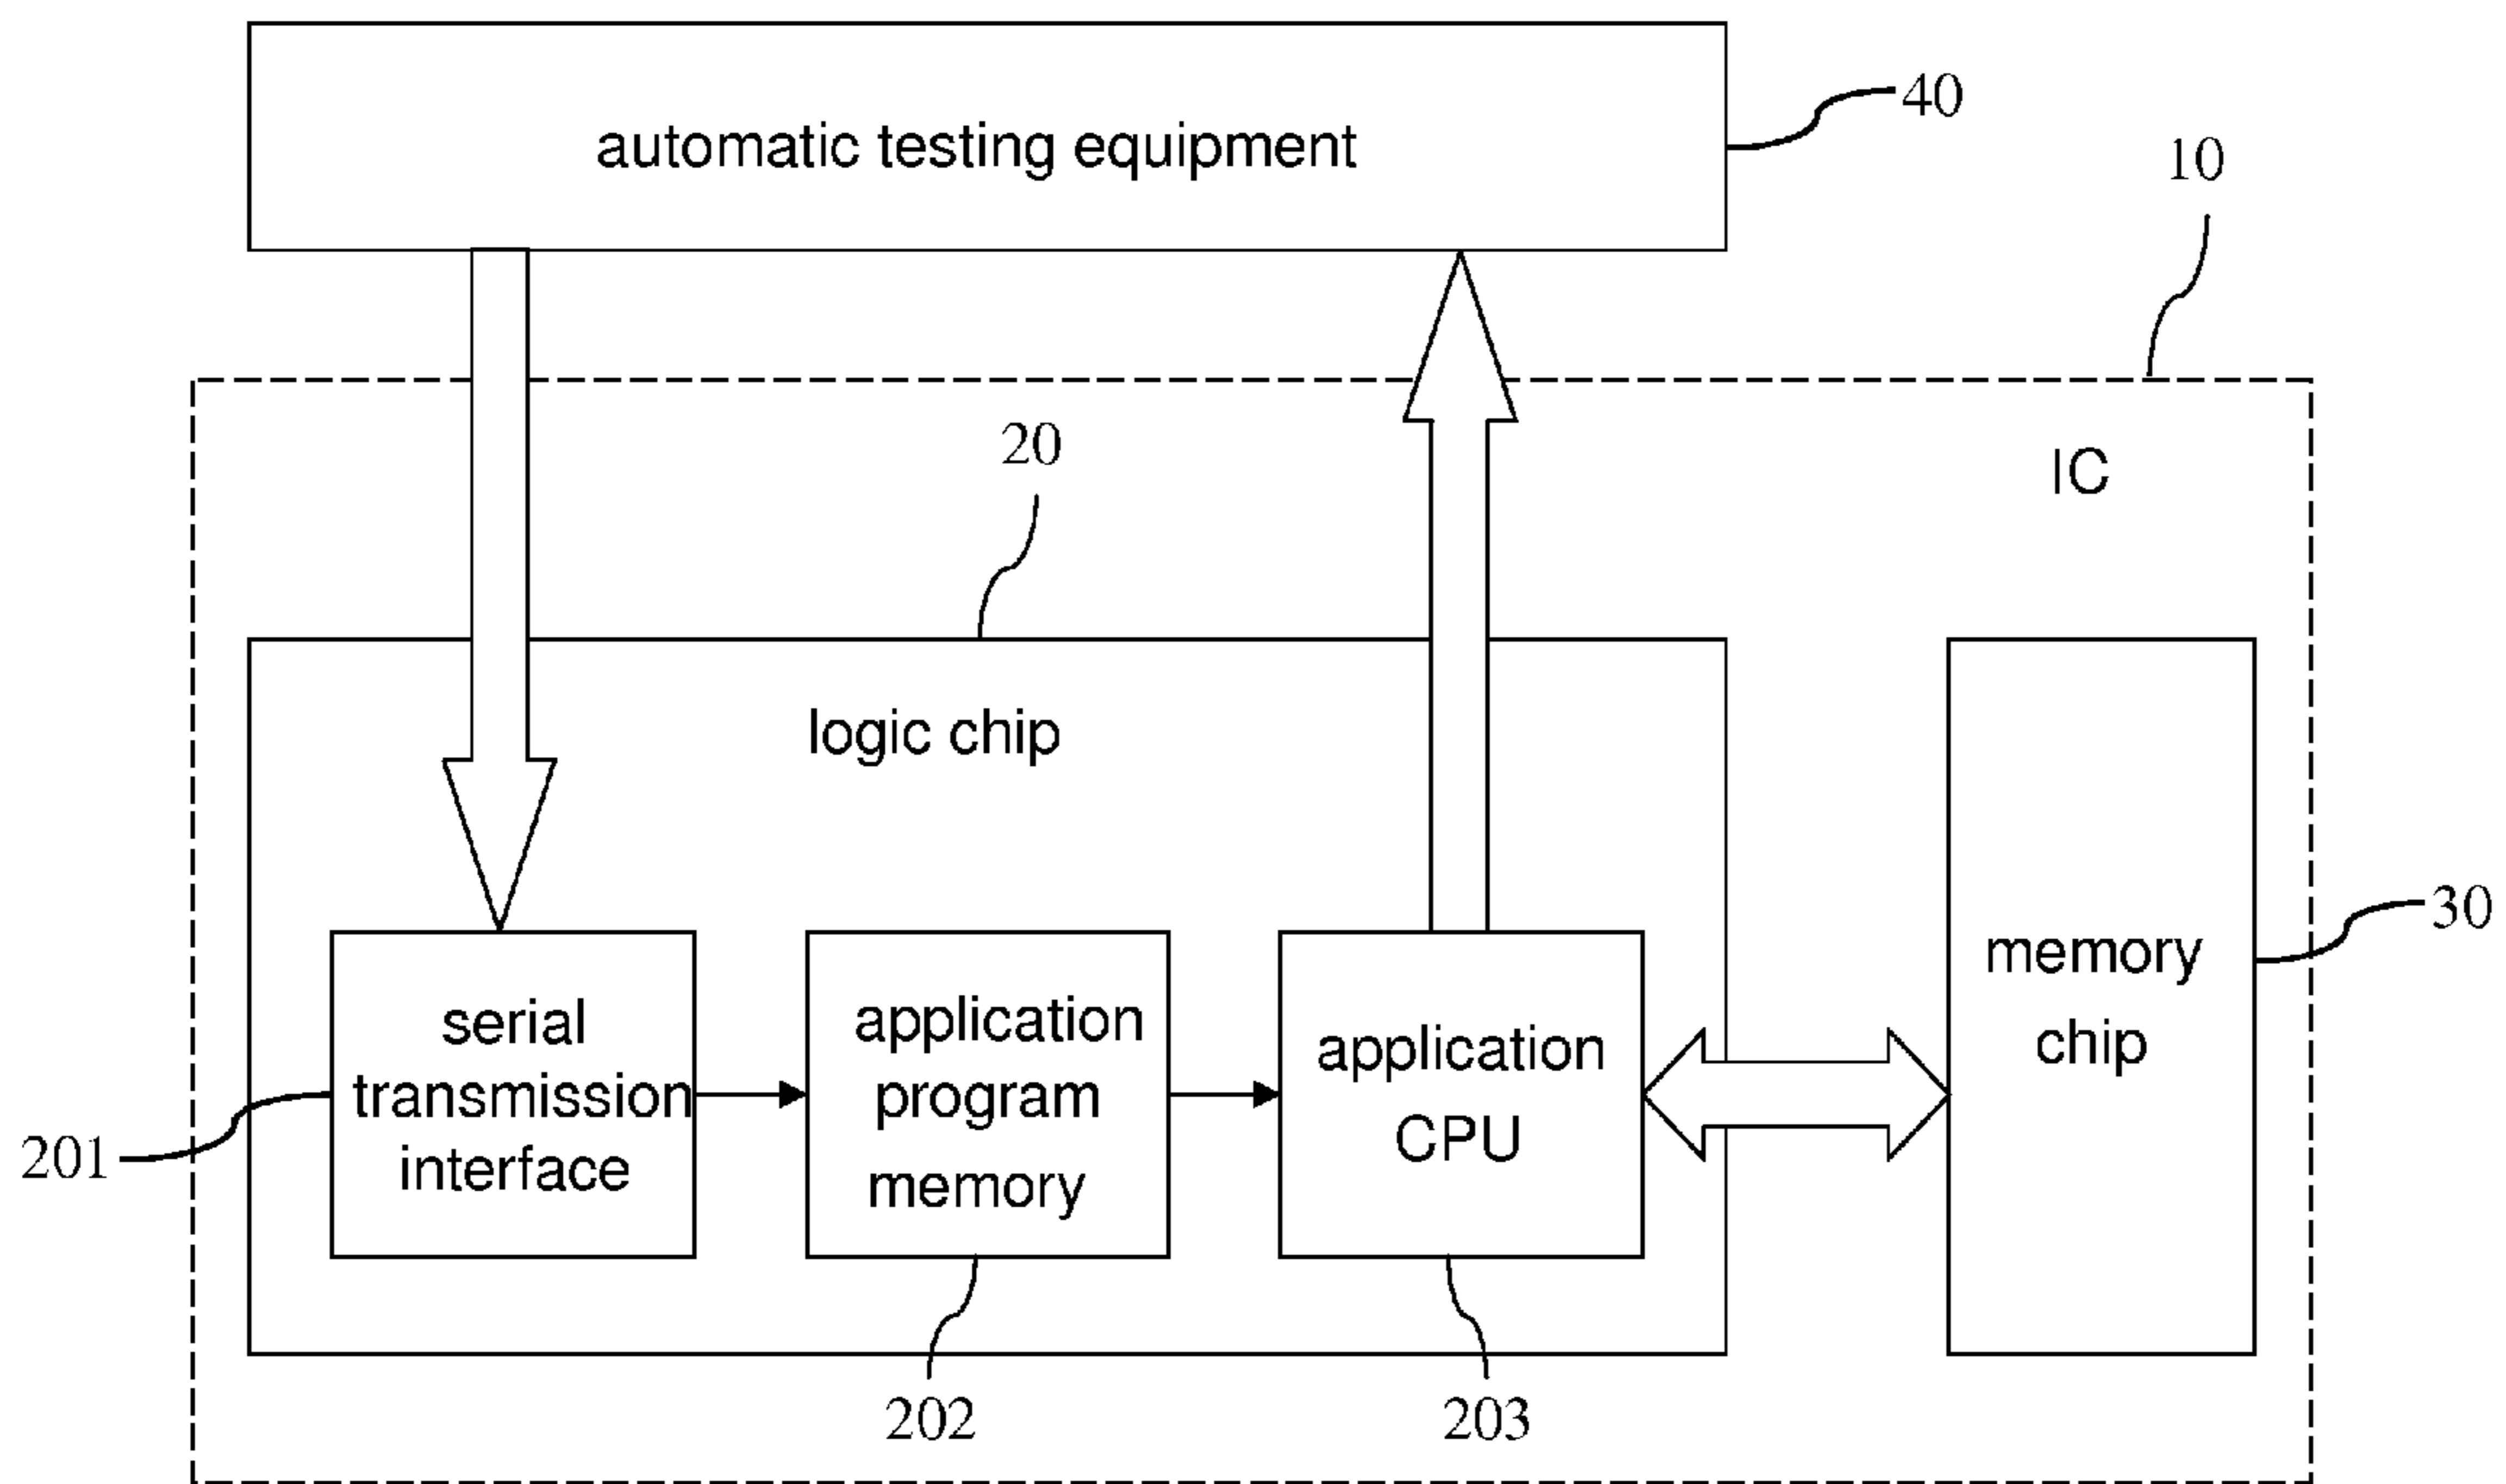 automatic testing equipment
40
10
20
IC
logic chip
30
memory
chip
serial
transmission
interface
application
program
memory
application
CPU
201
202
203